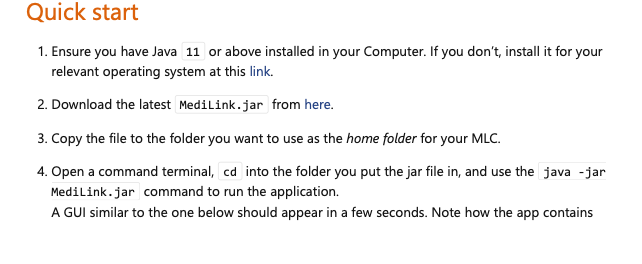 Quick start
1. Ensure you have Java 11 or above installed in your Computer. If you don't, install it for your
relevant operating system at this link.
2. Download the latest MediLink.jar from here.
3. Copy the file to the folder you want to use as the home folder for your MLC.
4. Open a command terminal, cd into the folder you put the jar file in, and use the java -jar
MediLink.jar command to run the application.
A GUI similar to the one below should appear in a few seconds. Note how the app contains